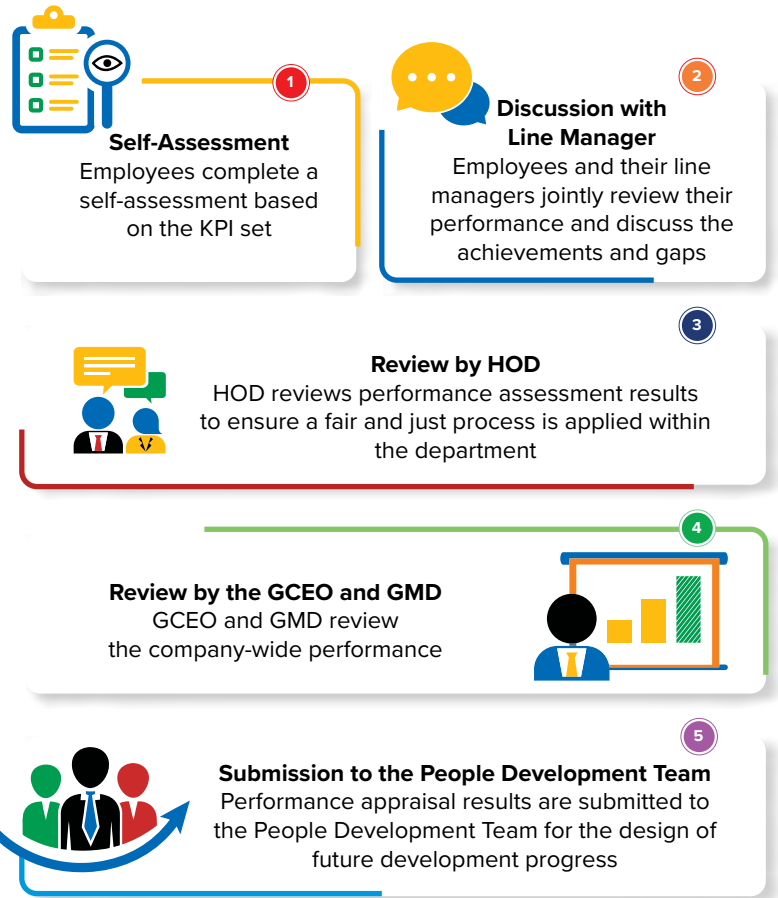 1
Self-Assessment
Employees complete a
self-assessment based
on the KPI set
2
Discussion with
Line Manager
Employees and their line
managers jointly review their
performance and discuss the
achievements and gaps
3
Review by HOD
HOD reviews performance assessment results
to ensure a fair and just process is applied within
the department
4
Review by the GCEO and GMD
GCEO and GMD review
the company-wide performance
5
Submission to the People Development Team
Performance appraisal results are submitted to
the People Development Team for the design of
future development progress